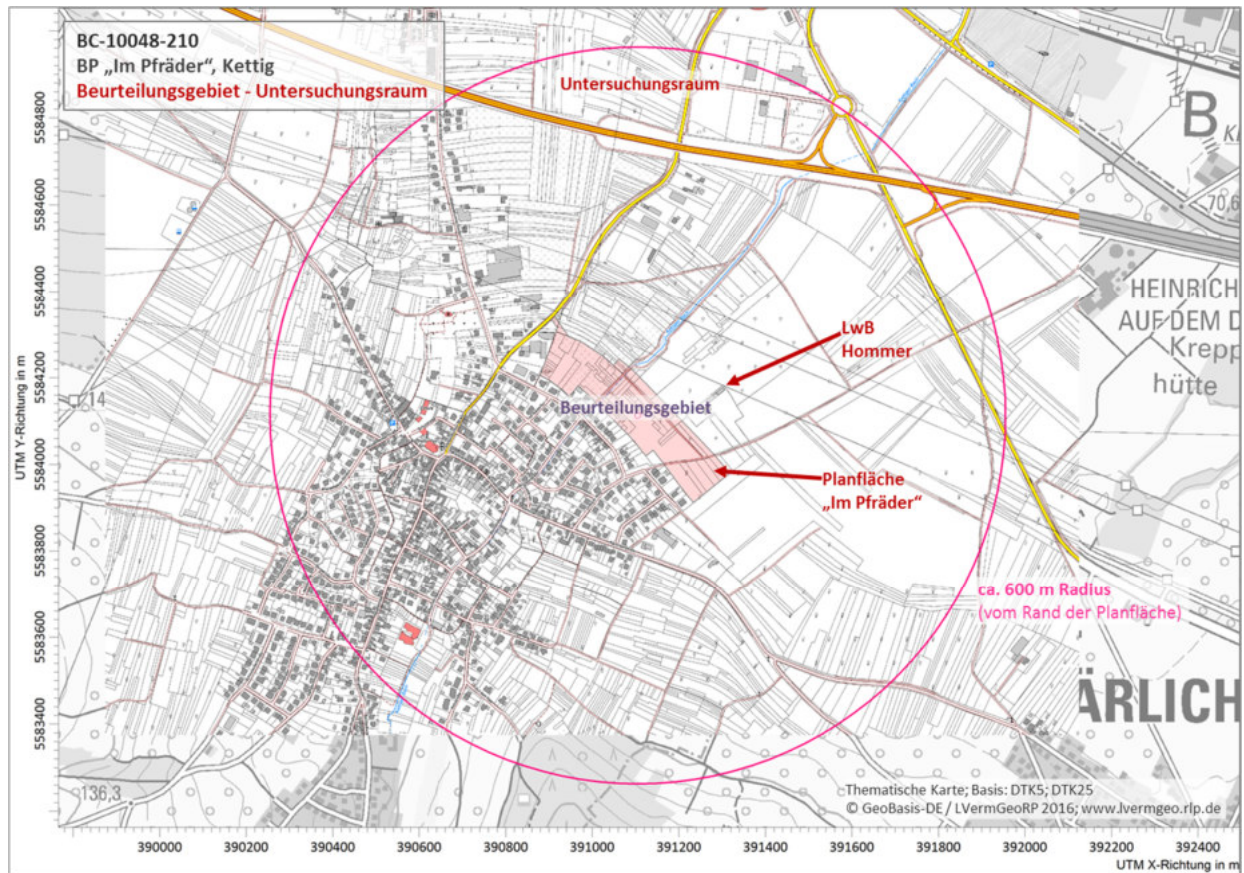 BC-10048-210
BP „Im Pfräder“, Kettig
Beurteilungsgebiet - Untersuchungsraum
Untersuchungsraum
B
70,6
HEINRICH
AUF DEM D
Krepp
hütte
LwB
Hommer
Beurteilungsgebiet
Planfläche
„Im Pfräder“
14
ca. 600 m Radius
(vom Rand der Planfläche)
ÄRLICH
136,3
Thematische Karte; Basis: DTK5; DTK25
© GeoBasis-DE / LVermGeoRP 2016; www.lvermgeo.rlp.de
UTM Y-Richtung in m
5584800
5584600
5584400
5584200
5584000
5583800
5583600
5583400
390000 390200 390400 390600 390800 391000 391200 391400 391600 391800 392000 392200 392400
UTM X-Richtung in m